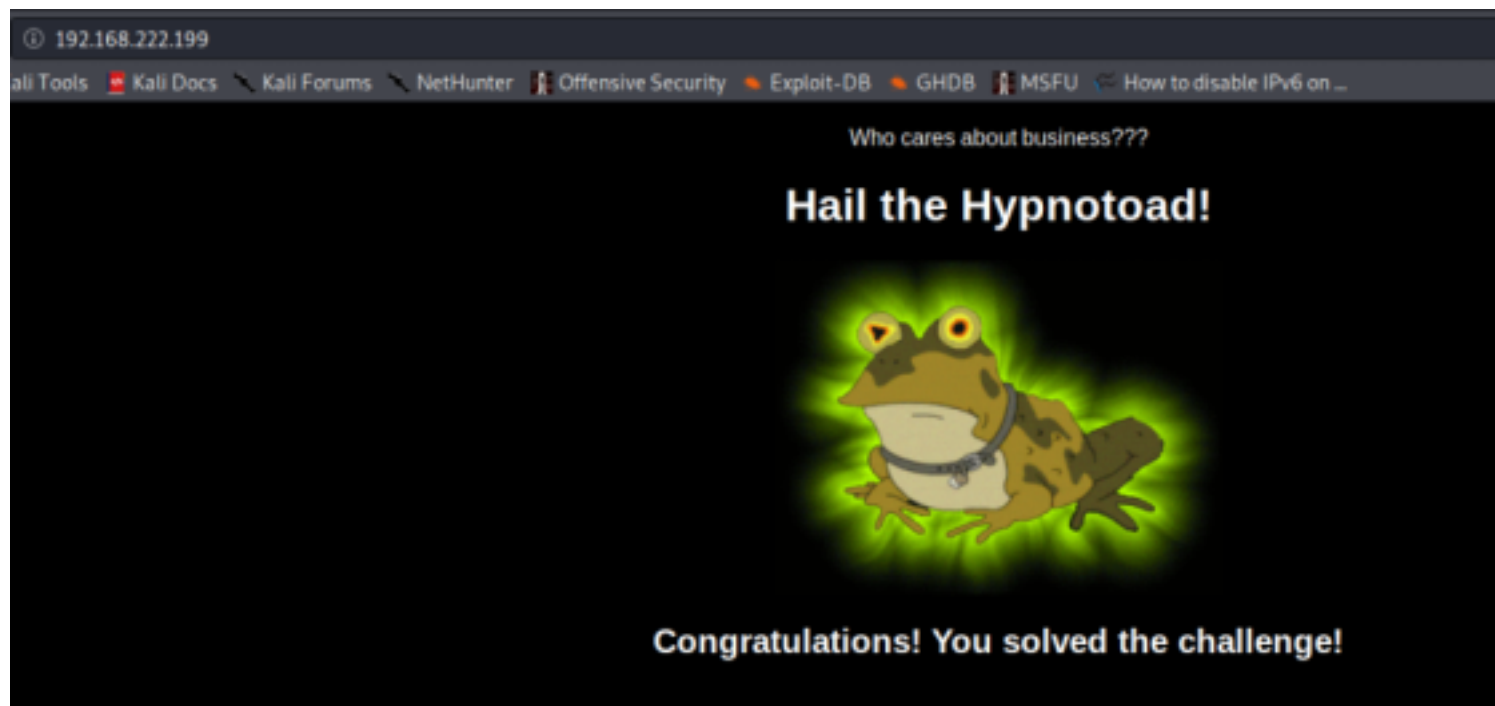 192.168.222.199
ali Tools Kali Docs Kali Forums NetHunter Offensive Security Exploit-DB GHDB MSFU How to disable IPv6 on ...
Who cares about business???
Hail the Hypnotoad!
Congratulations! You solved the challenge!